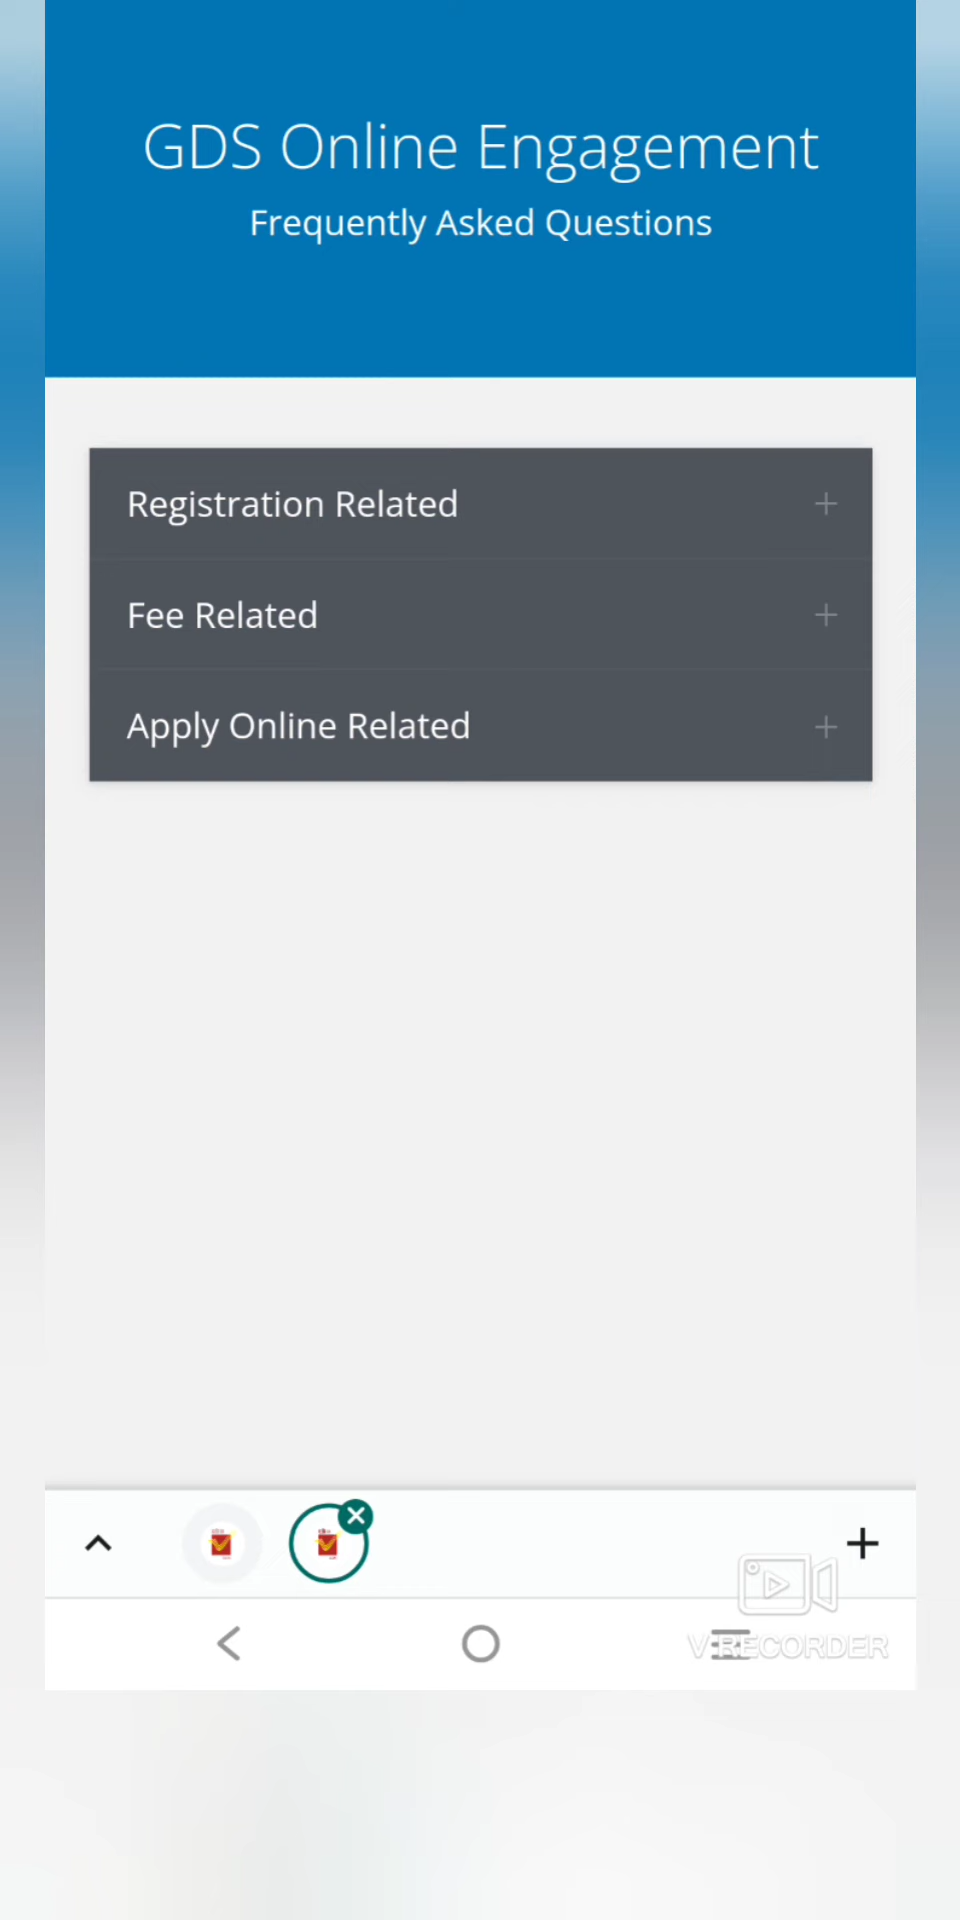 GDS Online Engagement
Frequently Asked Questions
Registration Related
Fee Related
Apply Online Related
V RECORDER